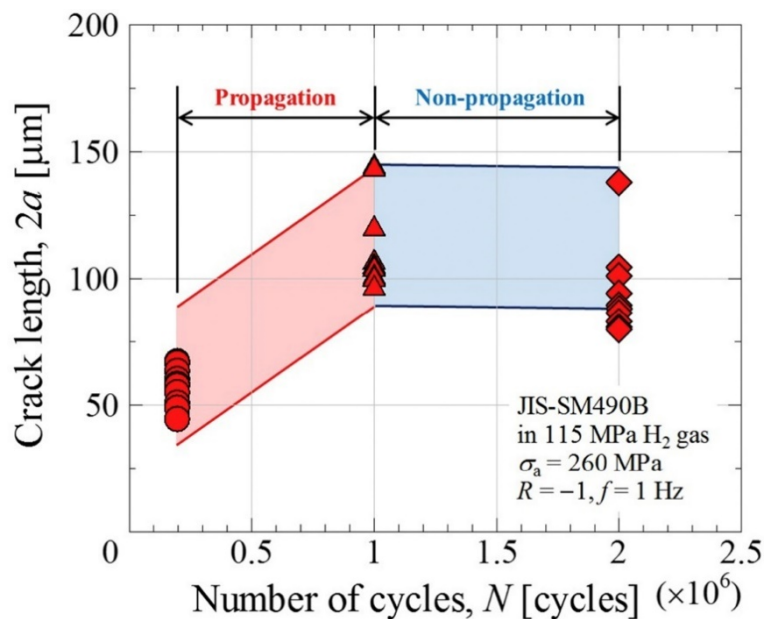 200
150
100
50
0
0.5
1
1.5
2
2.5
(×10⁶)
Crack length, 2a [μm]
Number of cycles, N [cycles]
Propagation
Non-propagation
JIS-SM490B
in 115 MPa H₂ gas
σₐ = 260 MPa
R = −1, f = 1 Hz